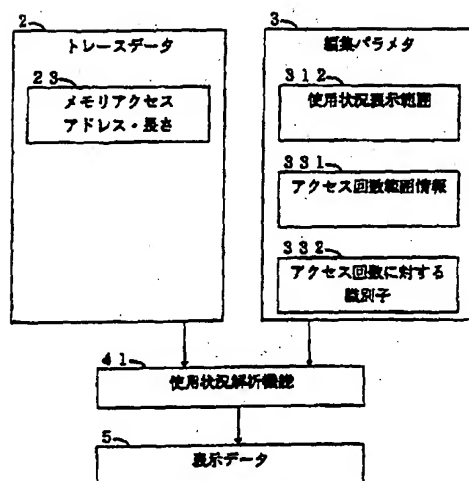 2
トレースデータ
23
メモリアクセス
アドレス・長さ
3
編集パラメタ
312
使用状況表示範囲
331
アクセス回数範囲情報
332
アクセス回数に対する
識別子
41
使用状況解析機能
5
表示データ